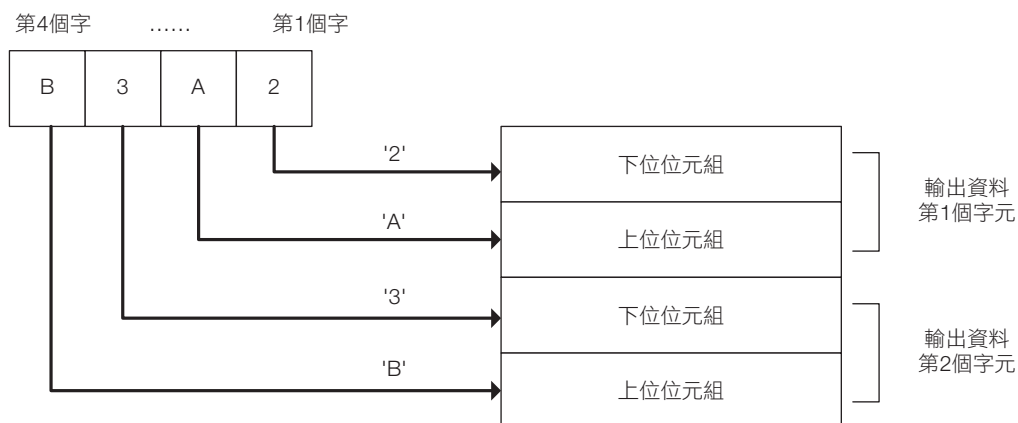 第4個字 …… 第1個字
B 3 A 2
'2'
下位位元組
'A'
上位位元組
輸出資料
第1個字元
'3'
下位位元組
'B'
上位位元組
輸出資料
第2個字元